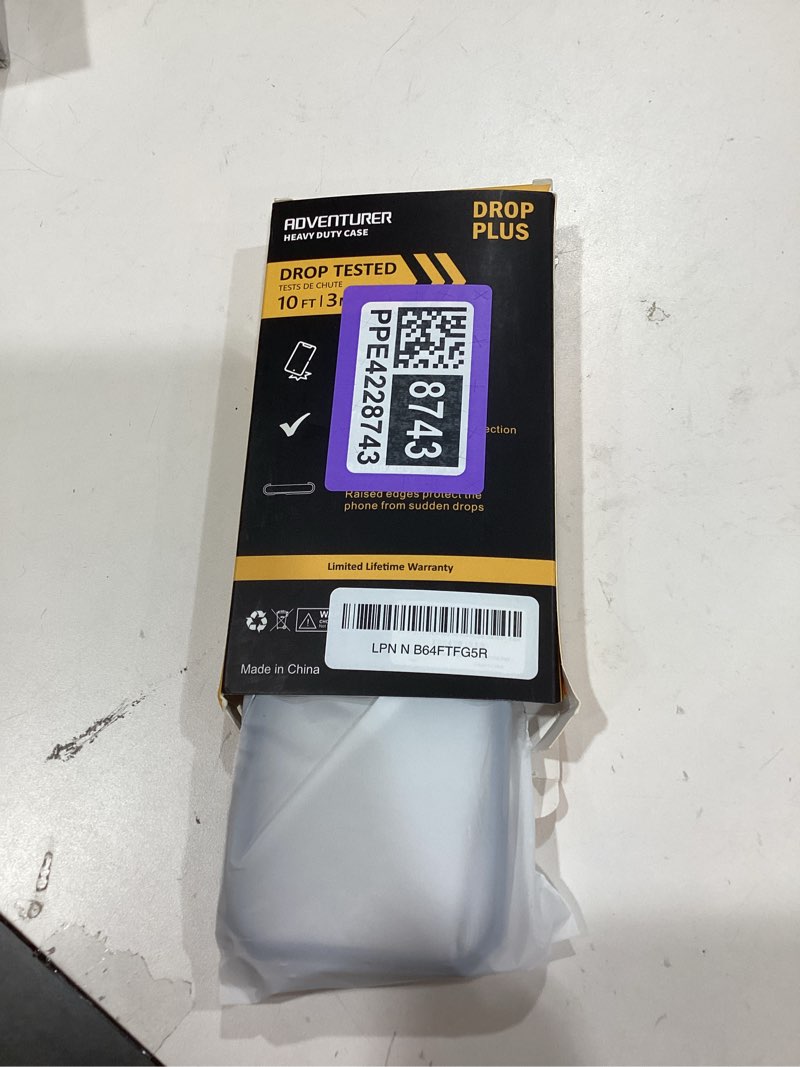 ADVENTURER
HEAVY DUTY CASE
DROP
PLUS
DROP TESTED
TESTS DE CHUTE
10 FT | 3
PPE4228743
8743
Raised edges protect the
phone from sudden drops
Limited Lifetime Warranty
LPN N B64FTFG5R
Made in China